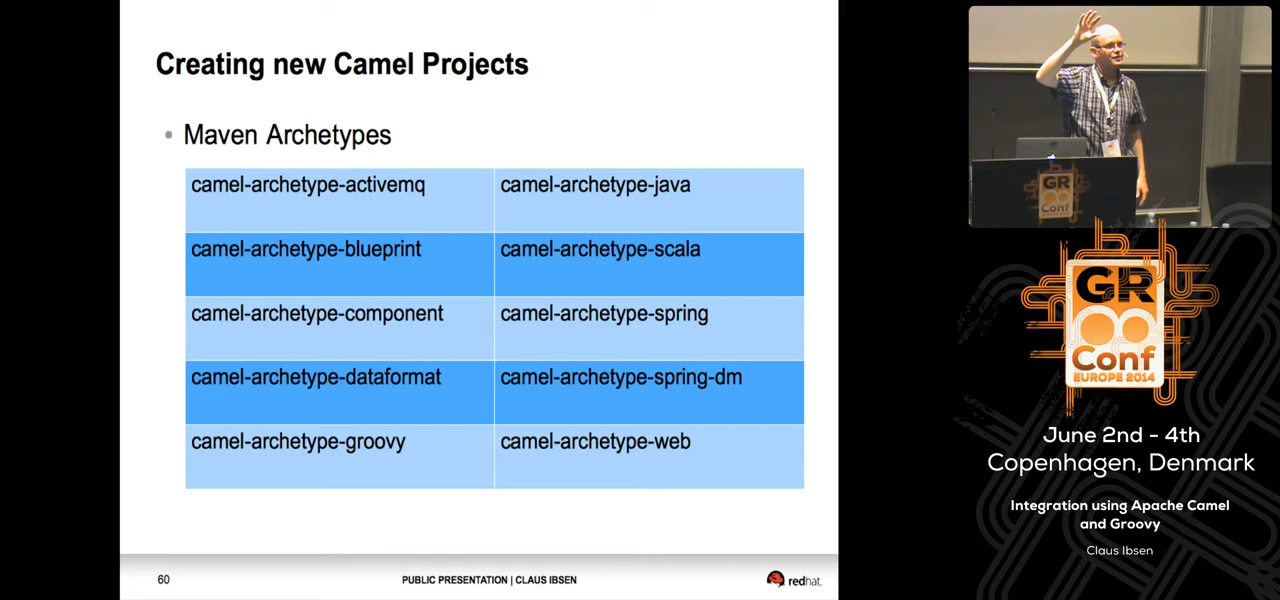 Creating new Camel Projects
Maven Archetypes
camel-archetype-activemq
camel-archetype-java
camel-archetype-blueprint
camel-archetype-scala
camel-archetype-component
camel-archetype-spring
camel-archetype-dataformat
camel-archetype-spring-dm
camel-archetype-groovy
camel-archetype-web
60
PUBLIC PRESENTATION | CLAUS IBSEN
redhat.
GR
Conf
GR
Conf
EUROPE 2014
June 2nd - 4th
Copenhagen, Denmark
Integration using Apache Camel
and Groovy
Claus Ibsen